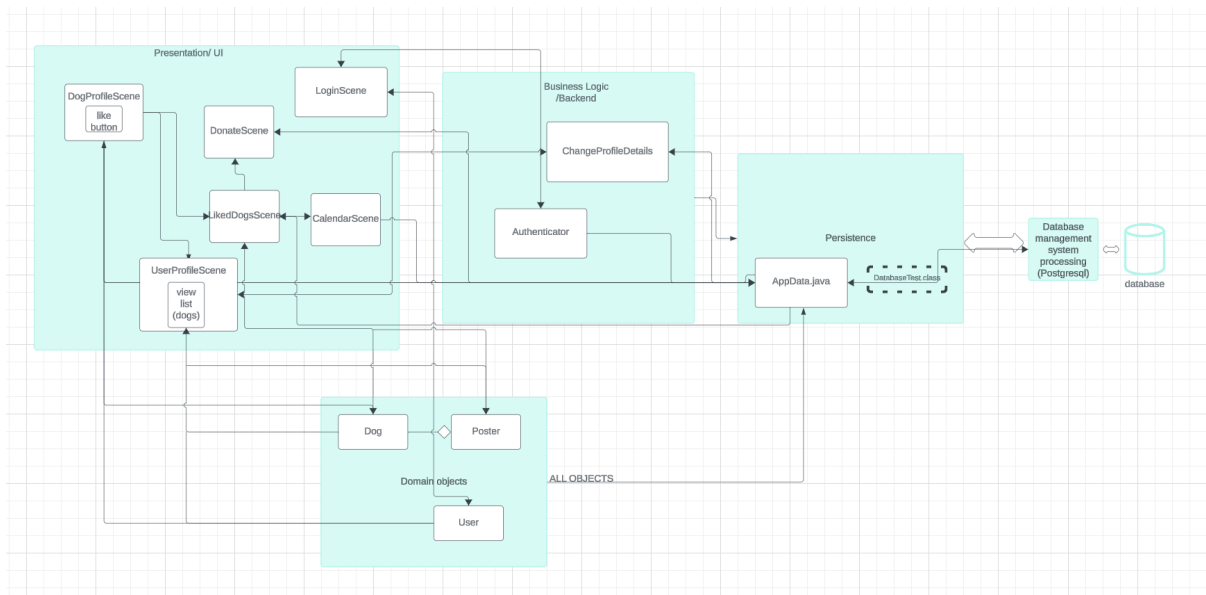 Presentation/ UI
DogProfileScene
like
button
LoginScene
DonateScene
LikedDogsScene
CalendarScene
UserProfileScene
view
list
(dogs)
Business Logic
/Backend
ChangeProfileDetails
Authenticator
Persistence
AppData.java
DatabaseTest.class
Database
management
system
processing
(Postgresql)
database
Dog
Poster
Domain objects
User
ALL OBJECTS